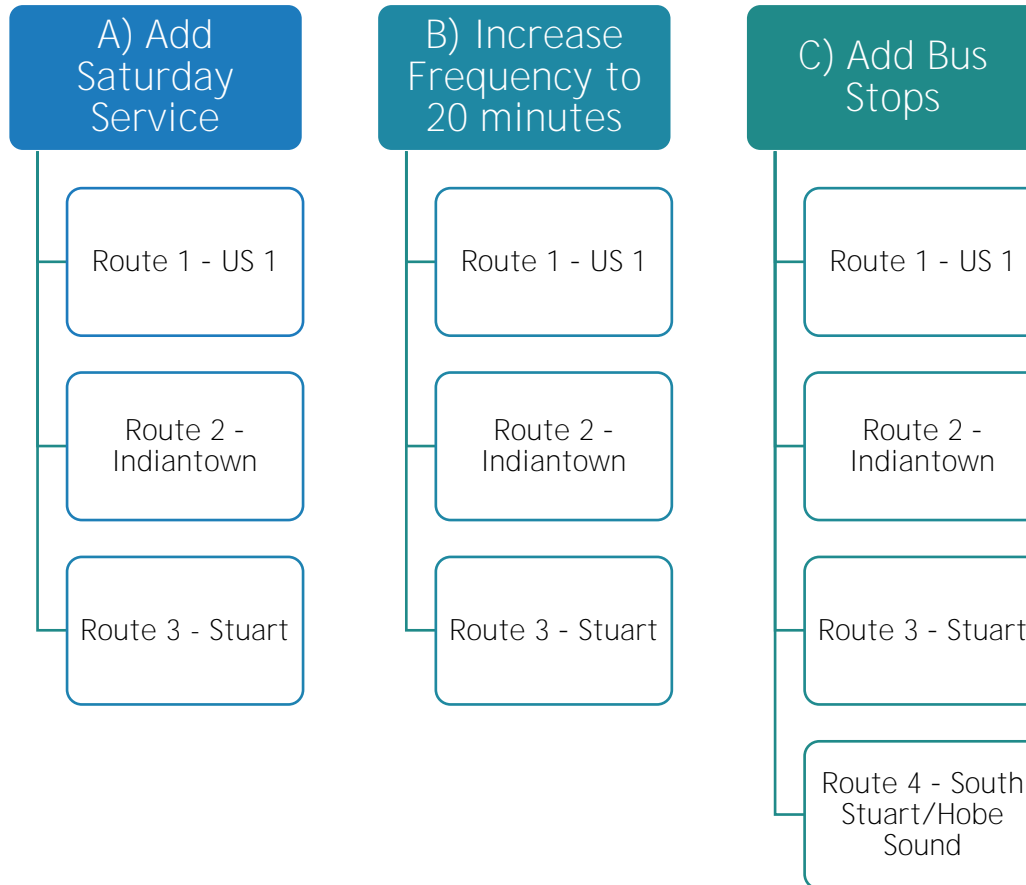 A) Add
Saturday
Service
Route 1 - US 1
Route 2 -
Indiantown
Route 3 - Stuart
B) Increase
Frequency to
20 minutes
Route 1 - US 1
Route 2 -
Indiantown
Route 3 - Stuart
C) Add Bus
Stops
Route 1 - US 1
Route 2 -
Indiantown
Route 3 - Stuart
Route 4 - South
Stuart/Hobe
Sound